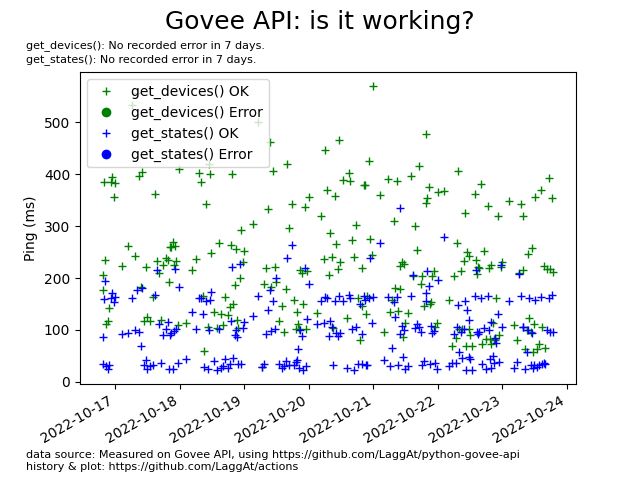 Govee API: is it working?
get_devices(): No recorded error in 7 days.
get_states(): No recorded error in 7 days.
get_devices() OK
get_devices() Error
get_states() OK
get_states() Error
Ping (ms)
500
400
300
200
100
0
2022-10-17
2022-10-18
2022-10-19
2022-10-20
2022-10-21
2022-10-22
2022-10-23
2022-10-24
data source: Measured on Govee API, using https://github.com/LaggAt/python-govee-api
history & plot: https://github.com/LaggAt/actions